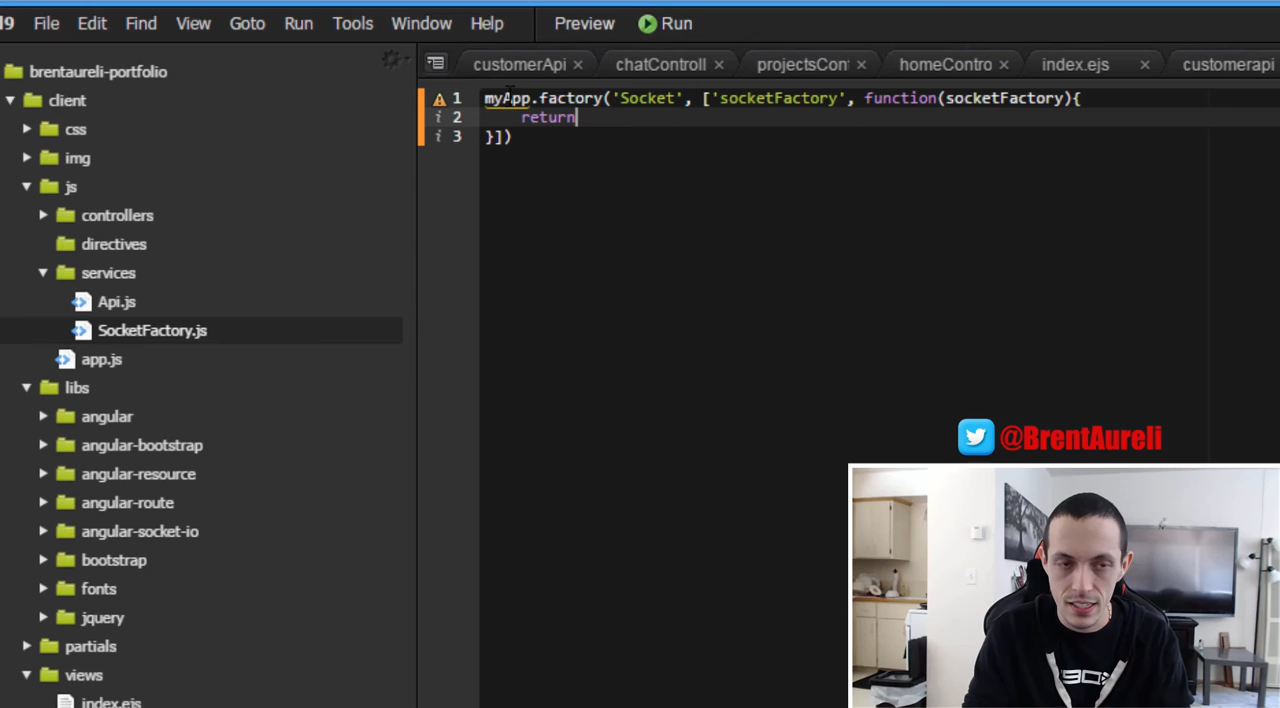 l9 File Edit Find View Goto Run Tools Window Help Preview Run
brentaureli-portfolio
client
css
img
js
controllers
directives
services
Api.js
SocketFactory.js
app.js
libs
angular
angular-bootstrap
angular-resource
angular-route
angular-socket-io
bootstrap
fonts
jquery
partials
views
index.ejs
customerApi chatControll projectsCont homeContro index.ejs customerapi
1 myApp.factory('Socket', ['socketFactory', function(socketFactory){
2 return
3 }])
@BrentAureli